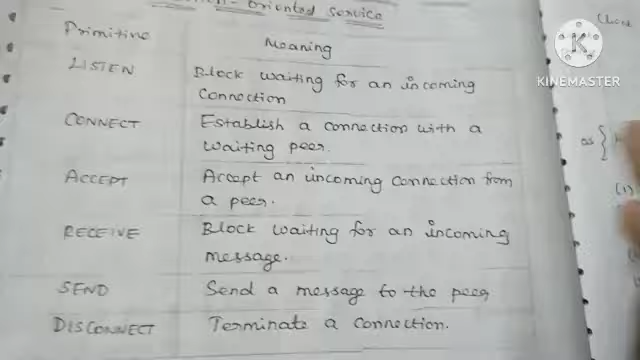 oriented service
Primitive
Meaning
LISTEN
Block waiting for an incoming
connection
CONNECT
Establish a connection with a
waiting peer.
ACCEPT
Accept an incoming connection from
a peer.
RECEIVE
Block waiting for an incoming
message.
SEND
Send a message to the peer
DISCONNECT
Terminate a connection.
as {
(1)
KINEMASTER